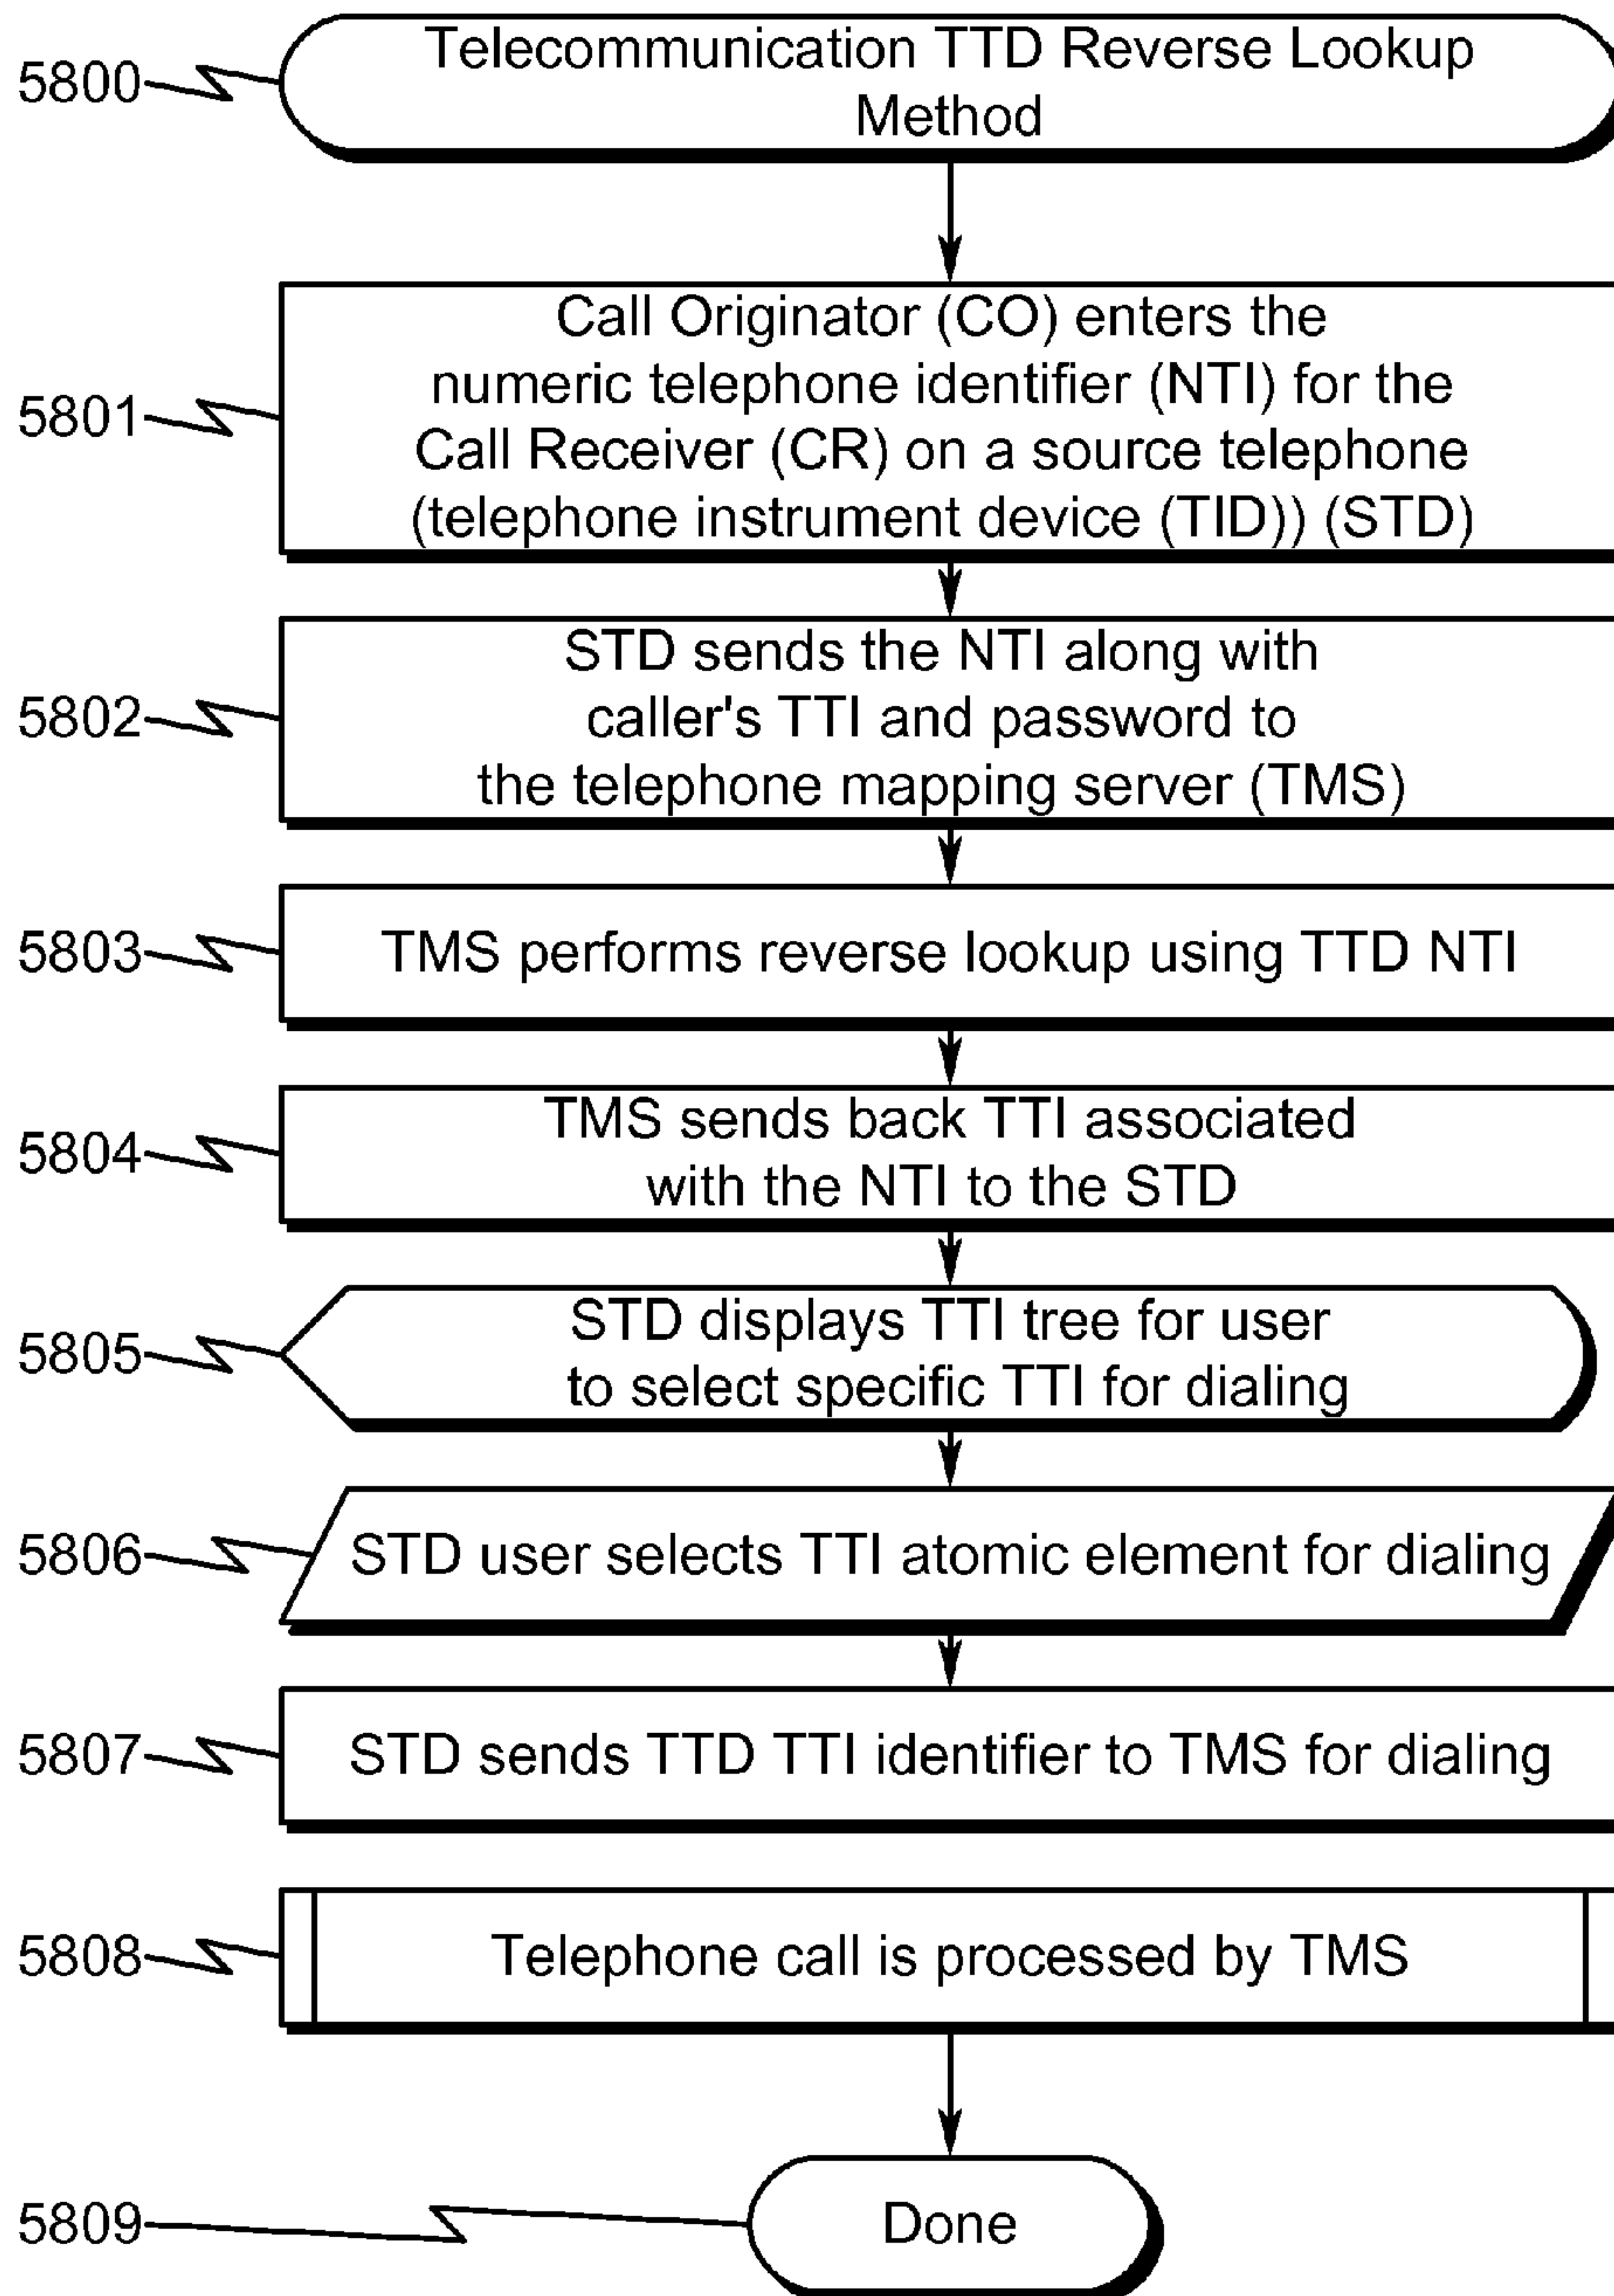 5800
Telecommunication TTD Reverse Lookup
Method
5801
Call Originator (CO) enters the
numeric telephone identifier (NTI) for the
Call Receiver (CR) on a source telephone
(telephone instrument device (TID)) (STD)
5802
STD sends the NTI along with
caller's TTI and password to
the telephone mapping server (TMS)
5803
TMS performs reverse lookup using TTD NTI
5804
TMS sends back TTI associated
with the NTI to the STD
5805
STD displays TTI tree for user
to select specific TTI for dialing
5806
STD user selects TTI atomic element for dialing
5807
STD sends TTD TTI identifier to TMS for dialing
5808
Telephone call is processed by TMS
5809
Done